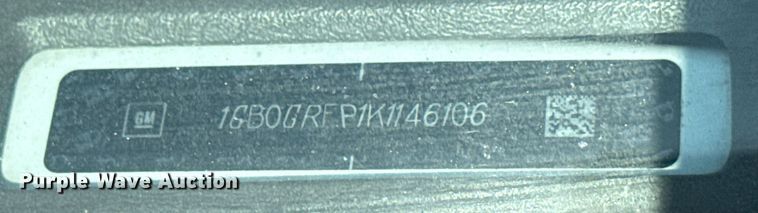 GM 1GB0GRFP1K1146106
Purple Wave Auction